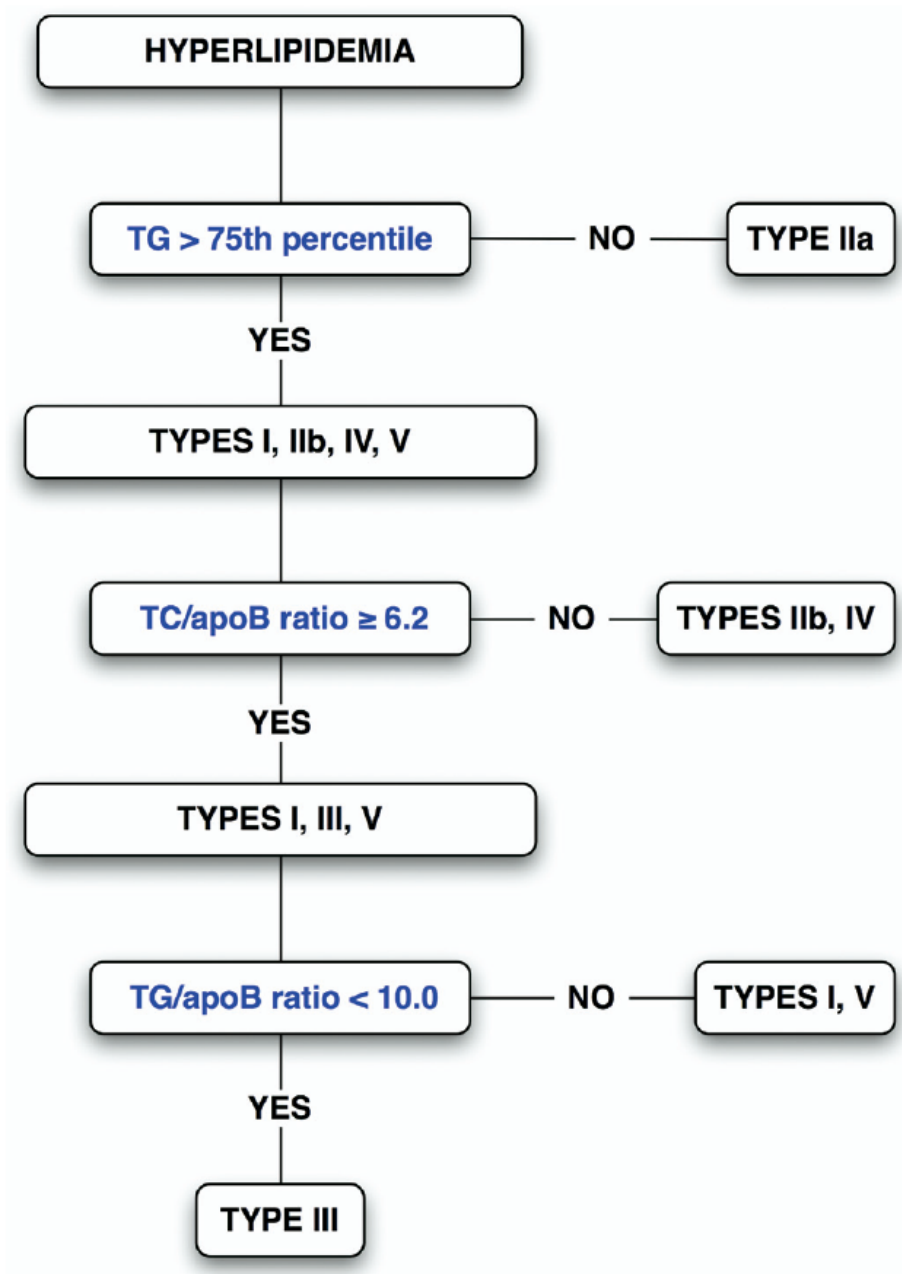 HYPERLIPIDEMIA
TG > 75th percentile
NO
TYPE IIa
YES
TYPES I, IIb, IV, V
TC/apoB ratio ≥ 6.2
NO
TYPES IIb, IV
YES
TYPES I, III, V
TG/apoB ratio < 10.0
NO
TYPES I, V
YES
TYPE III